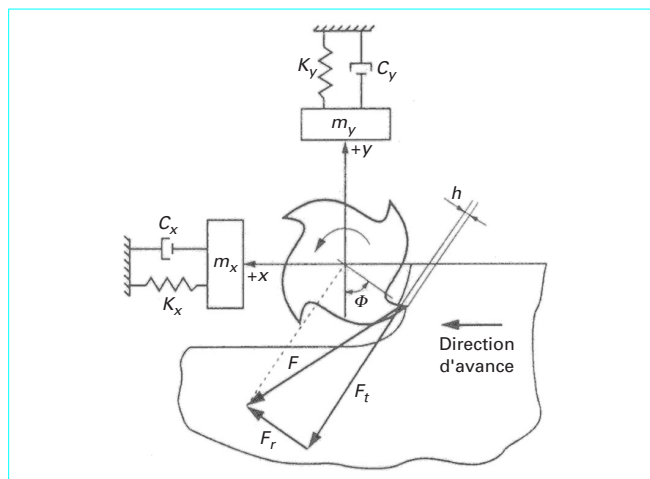 K_y
C_y
m_y
+y
h
C_x
m_x
+x
K_x
Φ
Direction
d'avance
F
F_t
F_r